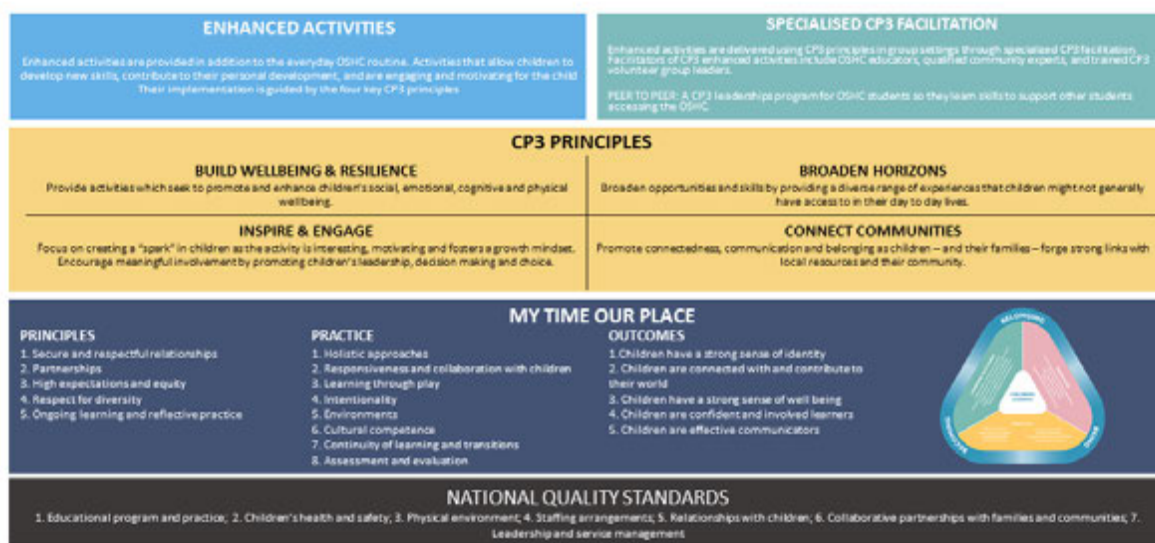 ENHANCED ACTIVITIES
Enhanced activities are provided in addition to the everyday OSHC routine. Activities that allow children to
develop new skills, contribute to their personal development, and are engaging and motivating for the child
Their implementation is guided by the four key CP3 principles
SPECIALISED CP3 FACILITATION
Enhanced activities are delivered using CP3 principles in group settings through specialised CP3 facilitation.
Facilitators of CP3 enhanced activities include OSHC educators, qualified community experts, and trained CP3
volunteer group leaders.
PEER TO PEER: A CP3 leaderships program for OSHC students so they learn skills to support other students
accessing the OSHC.
CP3 PRINCIPLES
BUILD WELLBEING & RESILIENCE
Provide activities which seek to promote and enhance children's social, emotional, cognitive and physical
wellbeing.
BROADEN HORIZONS
Broaden opportunities and skills by providing a diverse range of experiences that children might not generally
have access to in their day to day lives.
INSPIRE & ENGAGE
Focus on creating a "spark" in children as the activity is interesting, motivating and fosters a growth mindset.
Encourage meaningful involvement by promoting children's leadership, decision making and choice.
CONNECT COMMUNITIES
Promote connectedness, communication and belonging as children – and their families – forge strong links with
local resources and their community.
MY TIME OUR PLACE
PRINCIPLES
1. Secure and respectful relationships
2. Partnerships
3. High expectations and equity
4. Respect for diversity
5. Ongoing learning and reflective practice
PRACTICE
1. Holistic approaches
2. Responsiveness and collaboration with children
3. Learning through play
4. Intentionality
5. Environments
6. Cultural competence
7. Continuity of learning and transitions
8. Assessment and evaluation
OUTCOMES
1.Children have a strong sense of identity
2. Children are connected with and contribute to
their world
3. Children have a strong sense of well being
4. Children are confident and involved learners
5. Children are effective communicators
BELONGING
BECOMING
BEING
NATIONAL QUALITY STANDARDS
1. Educational program and practice; 2. Children's health and safety; 3. Physical environment; 4. Staffing arrangements; 5. Relationships with children; 6. Collaborative partnerships with families and communities; 7.
Leadership and service management